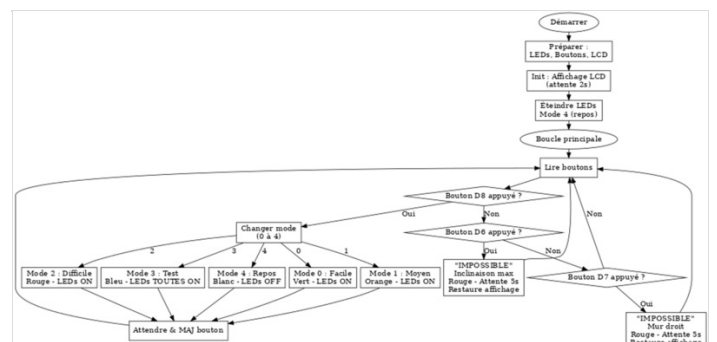 Démarrer
Préparer :
LEDs, Boutons, LCD
Init : Affichage LCD
(attente 2s)
Éteindre LEDs
Mode 4 (repos)
Boucle principale
Lire boutons
Bouton D8 appuyé ?
Oui
Non
Changer mode
(0 à 4)
Bouton D6 appuyé ?
Non
2
3
4
0
1
Oui
Non
Mode 2 : Difficile
Rouge - LEDs ON
Mode 3 : Test
Bleu - LEDs TOUTES ON
Mode 4 : Repos
Blanc - LEDs OFF
Mode 0 : Facile
Vert - LEDs ON
Mode 1 : Moyen
Orange - LEDs ON
"IMPOSSIBLE"
Inclinaison max
Rouge - Attente 5s
Restaure affichage
Bouton D7 appuyé ?
Oui
Attendre & MAJ bouton
"IMPOSSIBLE"
Mur droit
Rouge - Attente 5s
Restaure affichage